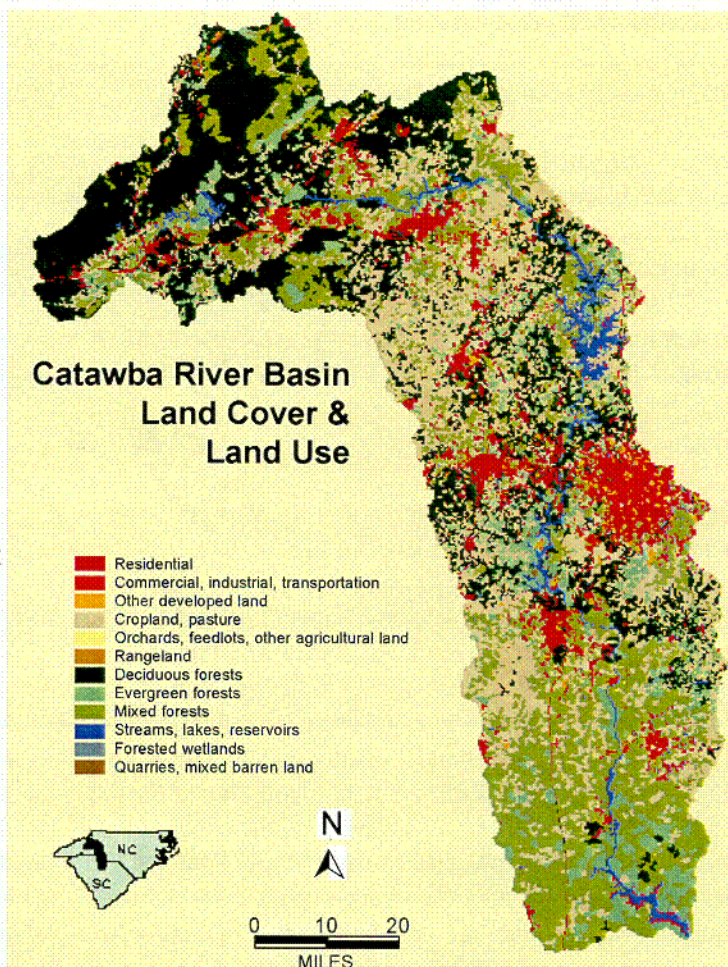 Catawba River Basin
Land Cover &
Land Use
Residential
Commercial, industrial, transportation
Other developed land
Cropland, pasture
Orchards, feedlots, other agricultural land
Rangeland
Deciduous forests
Evergreen forests
Mixed forests
Streams, lakes, reservoirs
Forested wetlands
Quarries, mixed barren land
NC
SC
N
0 10 20
MILES